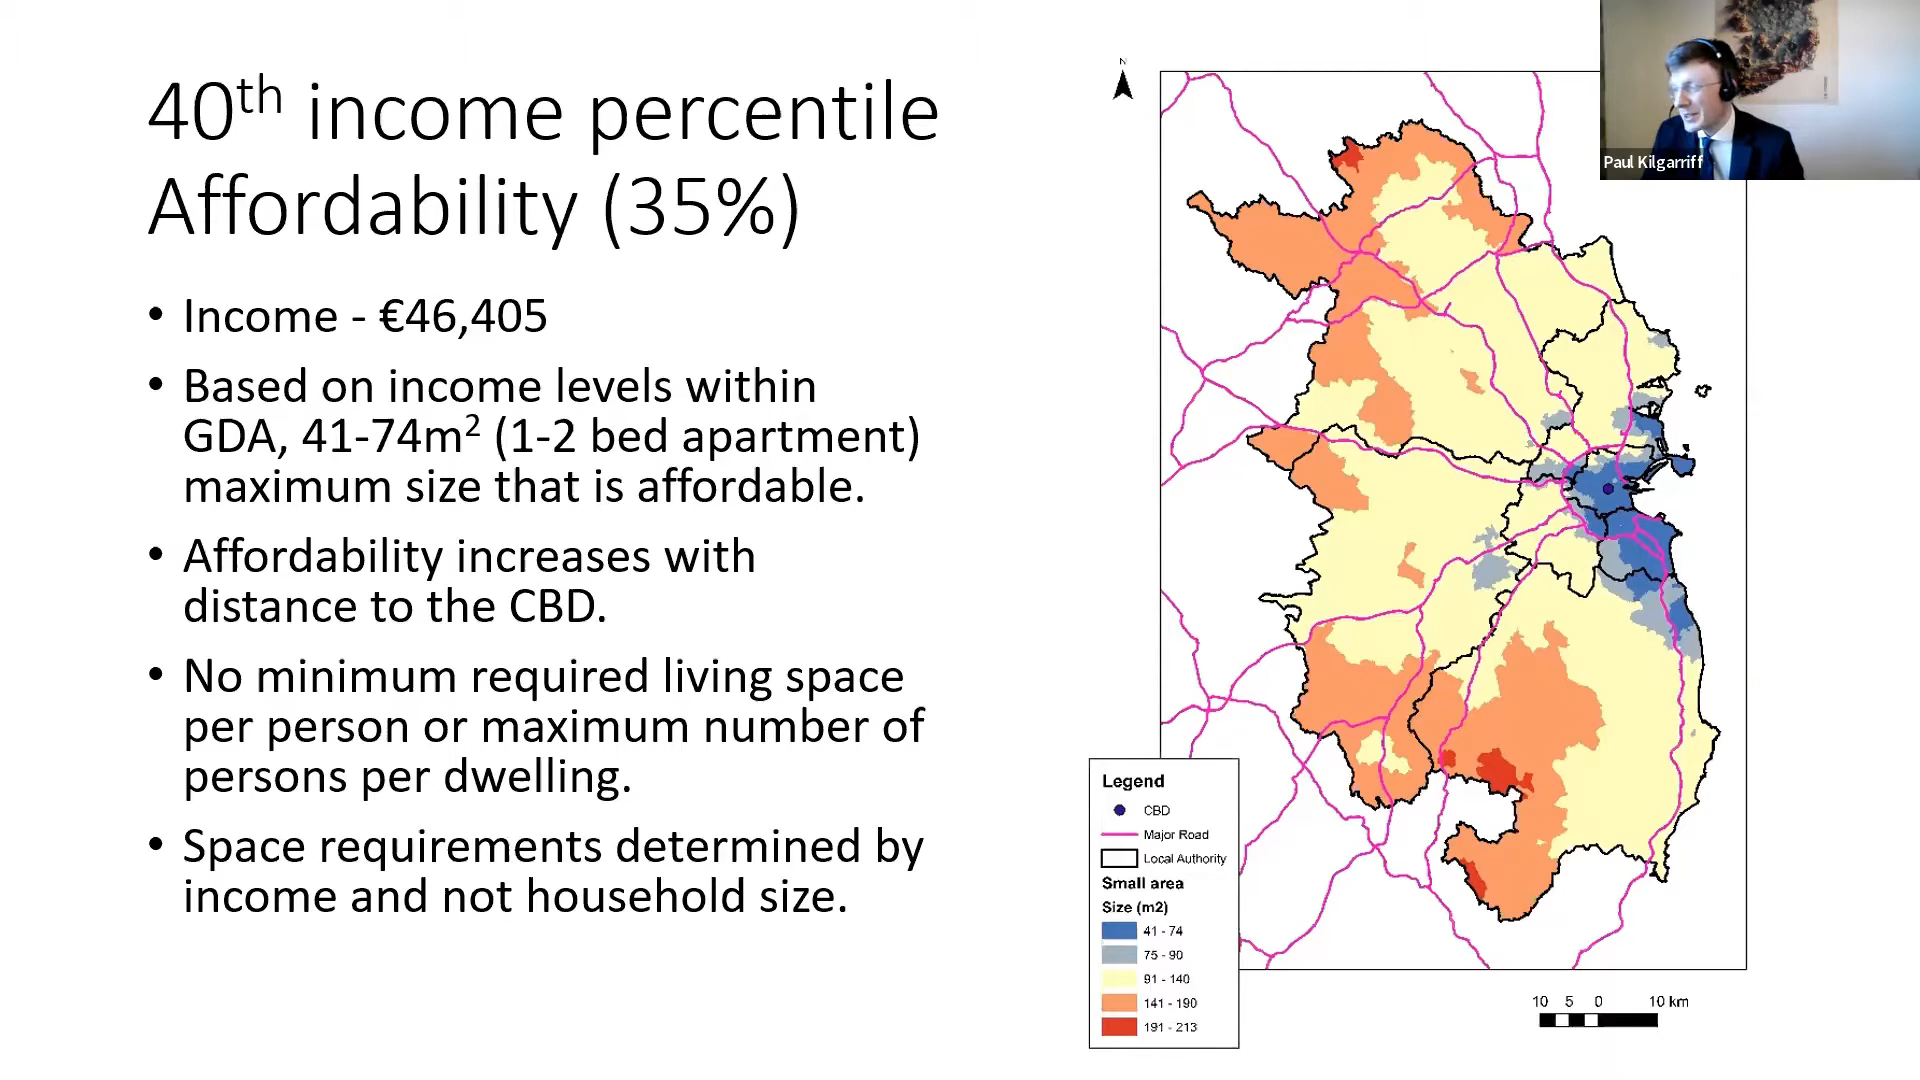 40th income percentile
Affordability (35%)
• Income - €46,405
• Based on income levels within
GDA, 41-74m2 (1-2 bed apartment)
maximum size that is affordable.
• Affordability increases with
distance to the CBD.
• No minimum required living space
per person or maximum number of
persons per dwelling.
• Space requirements determined by
income and not household size.
N
Paul Kilgarriff
Legend
CBD
Major Road
Local Authority
Small area
Size (m2)
41 - 74
75 - 90
91 - 140
141 - 190
191 - 213
10 5 0 10 km